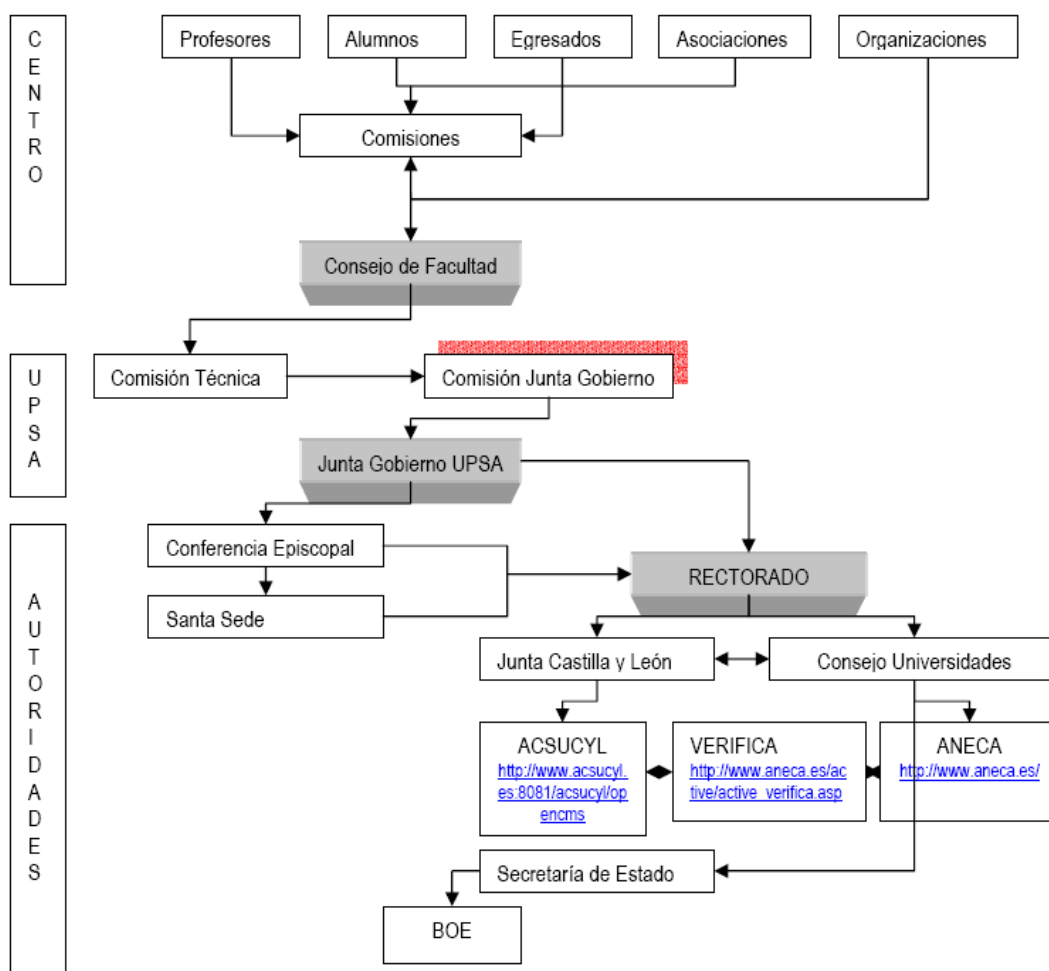 C
E
N
T
R
O
Profesores
Alumnos
Egresados
Asociaciones
Organizaciones
Comisiones
Consejo de Facultad
U
P
S
A
Comisión Técnica
Comisión Junta Gobierno
Junta Gobierno UPSA
A
U
T
O
R
I
D
A
D
E
S
Conferencia Episcopal
RECTORADO
Santa Sede
Junta Castilla y León
Consejo Universidades
ACSUCYL
http://www.acsucyl.
es:8081/acsucyl/op
encms
VERIFICA
http://www.aneca.es/ac
tive/active_verifica.asp
ANECA
http://www.aneca.es/
Secretaría de Estado
BOE